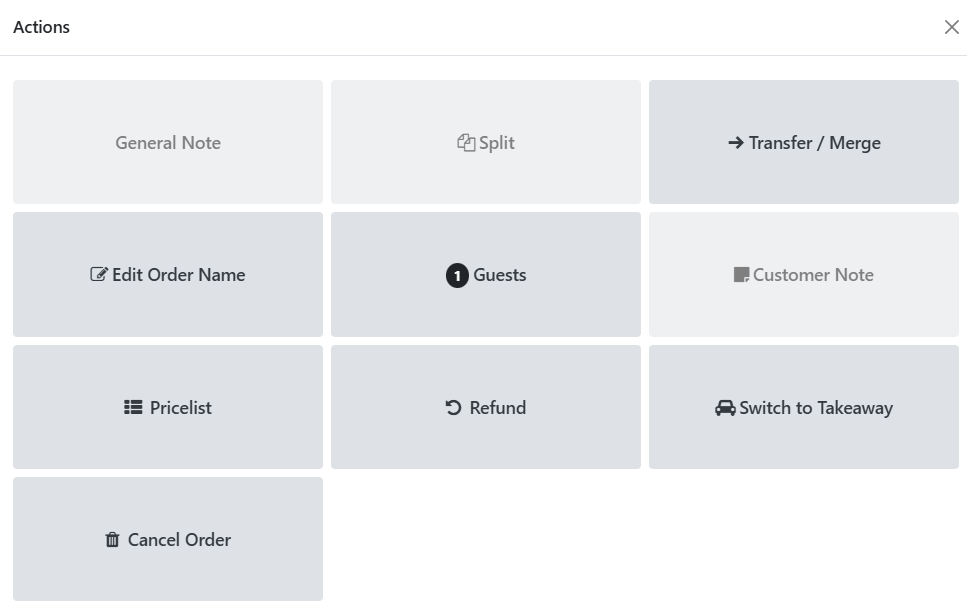 Actions
General Note
Split
Transfer / Merge
Edit Order Name
1 Guests
Customer Note
Pricelist
Refund
Switch to Takeaway
Cancel Order